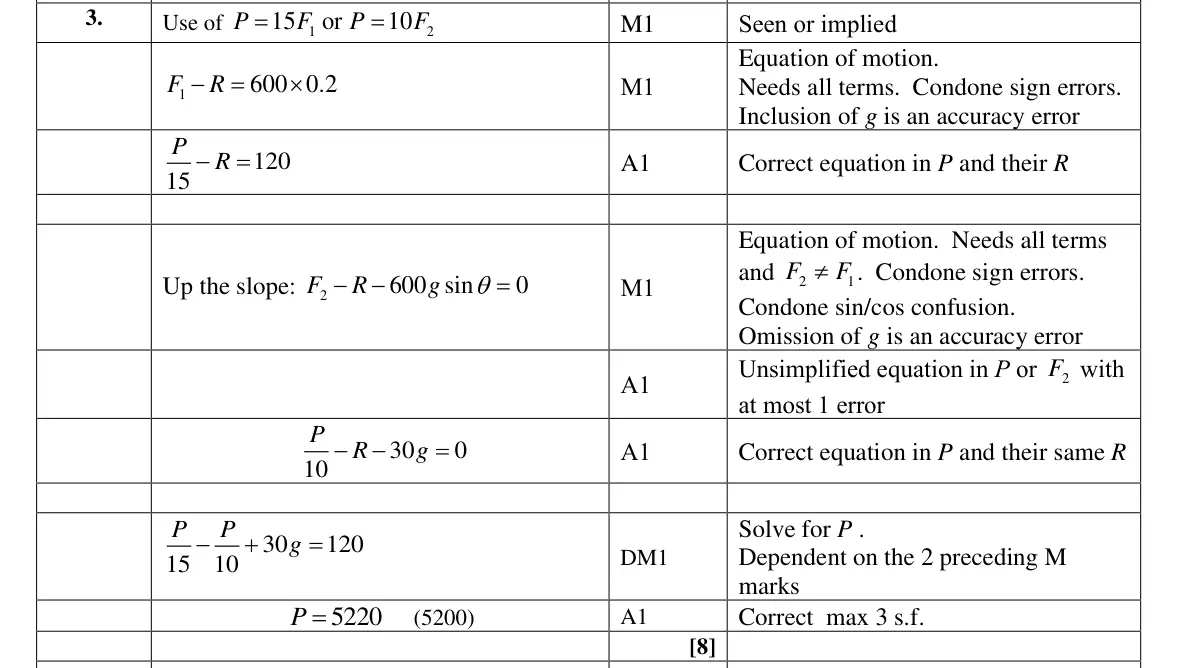 3. Use of P = 15F₁ or P = 10F₂ M1 Seen or implied
F₁ − R = 600 × 0.2 M1 Equation of motion.
Needs all terms. Condone sign errors.
Inclusion of g is an accuracy error
P/15 − R = 120 A1 Correct equation in P and their R
Up the slope: F₂ − R − 600g sin θ = 0 M1 Equation of motion. Needs all terms
and F₂ ≠ F₁. Condone sign errors.
Condone sin/cos confusion.
Omission of g is an accuracy error
A1 Unsimplified equation in P or F₂ with
at most 1 error
P/10 − R − 30g = 0 A1 Correct equation in P and their same R
P/15 − P/10 + 30g = 120 DM1 Solve for P .
Dependent on the 2 preceding M
marks
P = 5220 (5200) A1 Correct max 3 s.f.
[8]